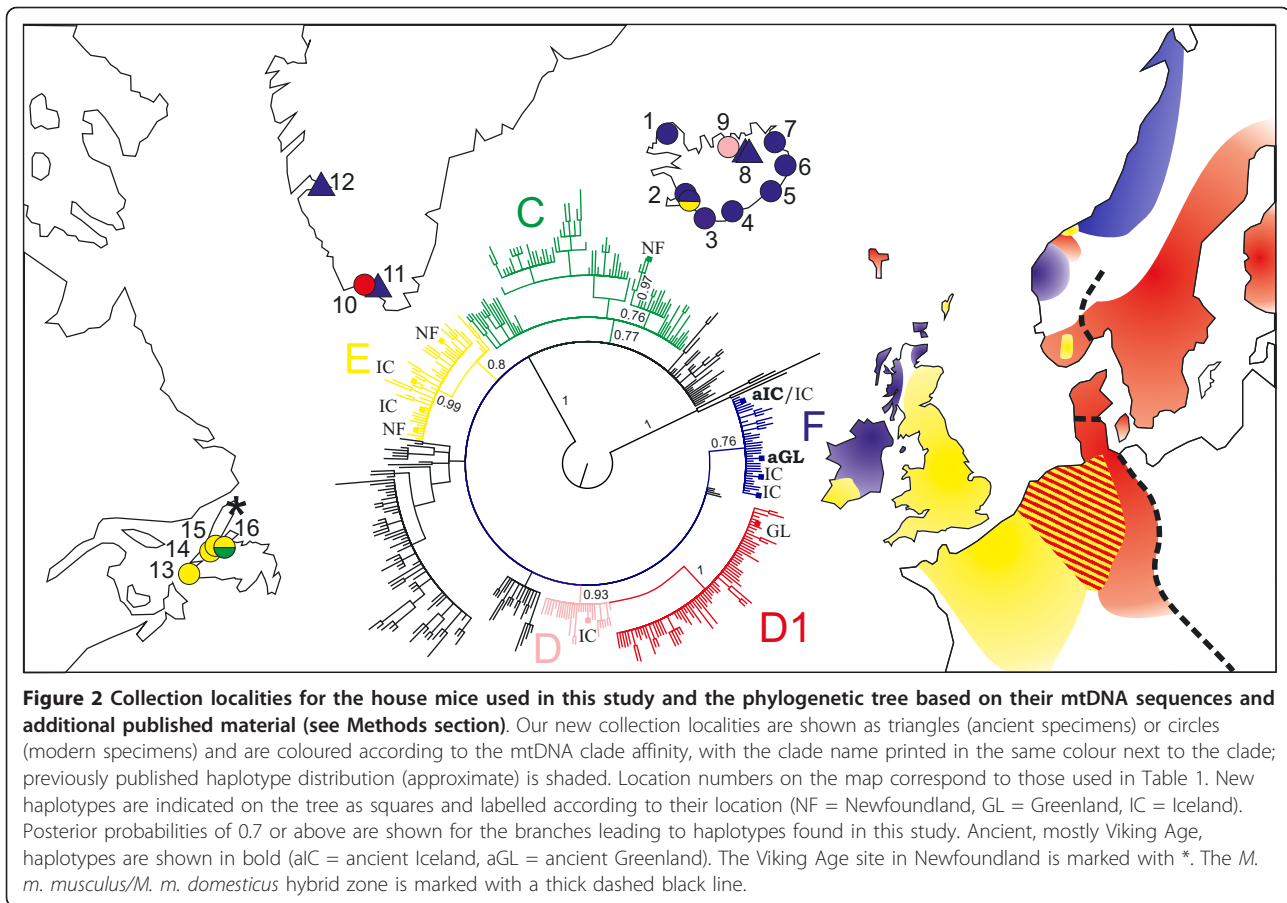 1
9
7
6
8
5
2
3
4
12
11
10
C
NF
0.97
0.76
0.77
NF
E
IC
0.8
IC
0.99
NF
1
1
aIC/IC
F
0.76
aGL
IC
IC
GL
1
0.93
D1
D
IC
*
15
16
14
13
Figure 2 Collection localities for the house mice used in this study and the phylogenetic tree based on their mtDNA sequences and
additional published material (see Methods section). Our new collection localities are shown as triangles (ancient specimens) or circles
(modern specimens) and are coloured according to the mtDNA clade affinity, with the clade name printed in the same colour next to the clade;
previously published haplotype distribution (approximate) is shaded. Location numbers on the map correspond to those used in Table 1. New
haplotypes are indicated on the tree as squares and labelled according to their location (NF = Newfoundland, GL = Greenland, IC = Iceland).
Posterior probabilities of 0.7 or above are shown for the branches leading to haplotypes found in this study. Ancient, mostly Viking Age,
haplotypes are shown in bold (aIC = ancient Iceland, aGL = ancient Greenland). The Viking Age site in Newfoundland is marked with *. The M.
m. musculus/M. m. domesticus hybrid zone is marked with a thick dashed black line.